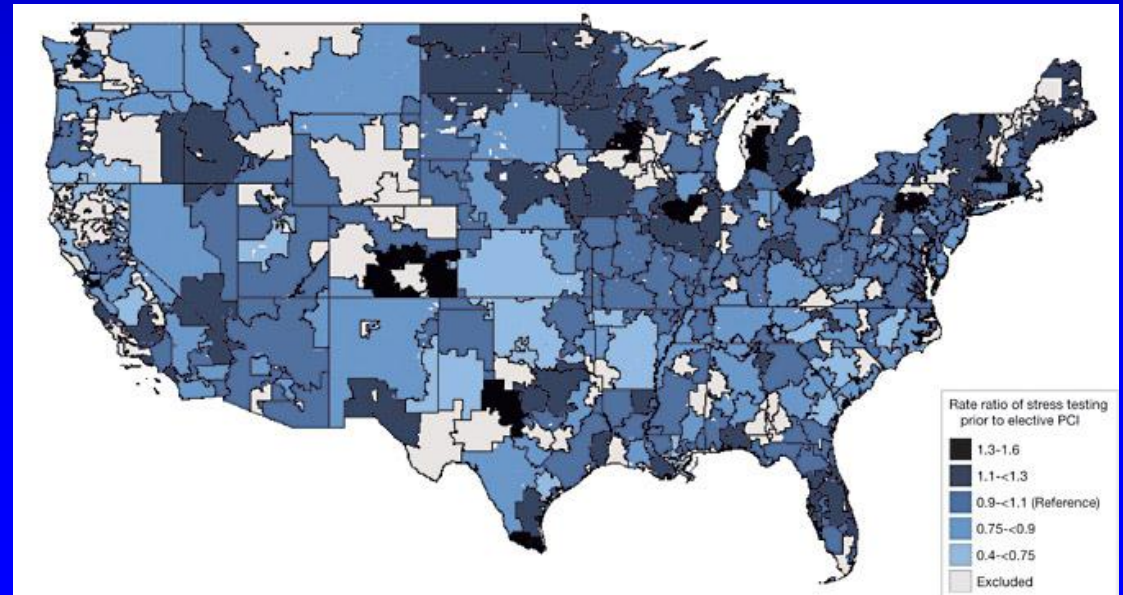 Rate ratio of stress testing
prior to elective PCI
1.3-1.6
1.1-<1.3
0.9-<1.1 (Reference)
0.75-<0.9
0.4-<0.75
Excluded